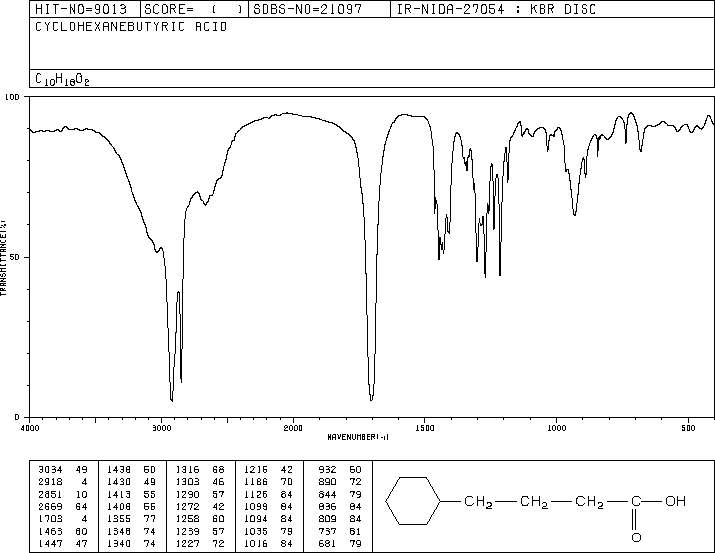 HIT-NO=9013 SCORE= ( ) SDBS-NO=21097 IR-NIDA-27054 : KBR DISC
CYCLOHEXANEBUTYRIC ACID
C10H18O2
100
50
0
TRANSMITTANCE(%)
4000 3000 2000 1500 1000 500
WAVENUMBER(-1)
3034 49 1438 50 1316 68 1216 42 932 60
2918 4 1430 49 1303 46 1186 70 890 72
2851 10 1413 55 1290 57 1126 84 844 79
2669 64 1408 55 1272 42 1099 84 836 84
1703 4 1355 77 1258 60 1094 84 809 84
1463 60 1348 74 1239 57 1035 79 737 81
1447 47 1340 74 1227 72 1016 84 681 79
CH2 CH2 CH2 C OH
O